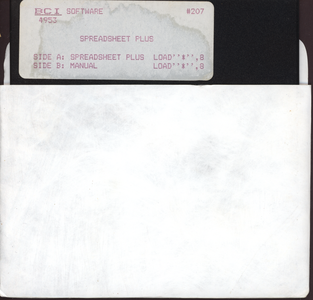 PCI SOFTWARE #207
4953
SPREADSHEET PLUS
SIDE A: SPREADSHEET PLUS LOAD"*",8
SIDE B: MANUAL LOAD"*",8